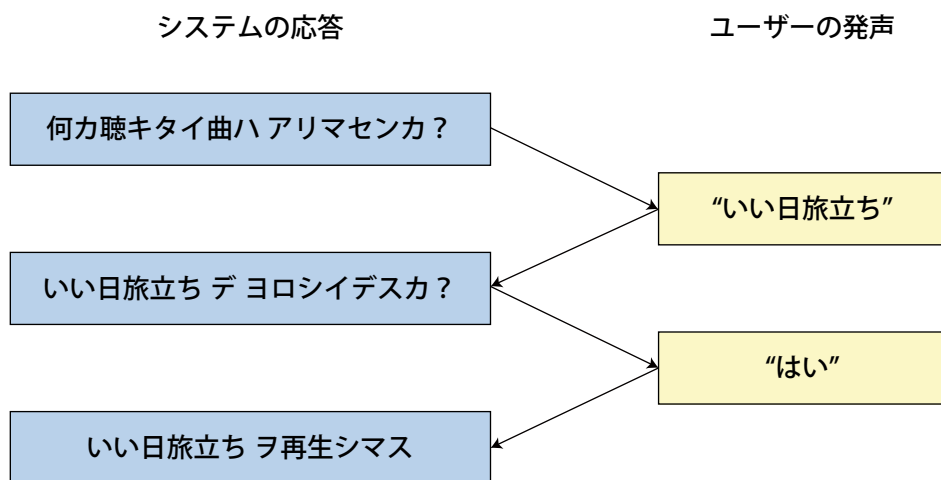 システムの応答
ユーザーの発声
何カ聴キタイ曲ハ アリマセンカ？
“いい日旅立ち”
いい日旅立ち デ ヨロシイデスカ？
“はい”
いい日旅立ち ヲ再生シマス